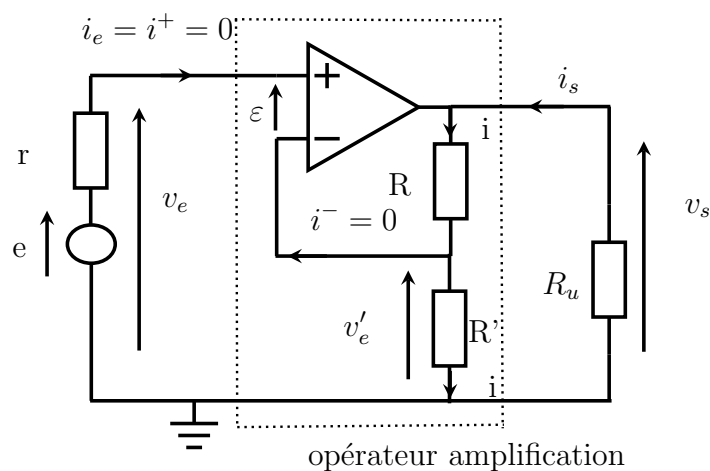 i_e = i^+ = 0
ε
i
i_s
r
R
v_e
i^- = 0
v_s
e
R_u
v'_e
R'
i
opérateur amplification
+
−